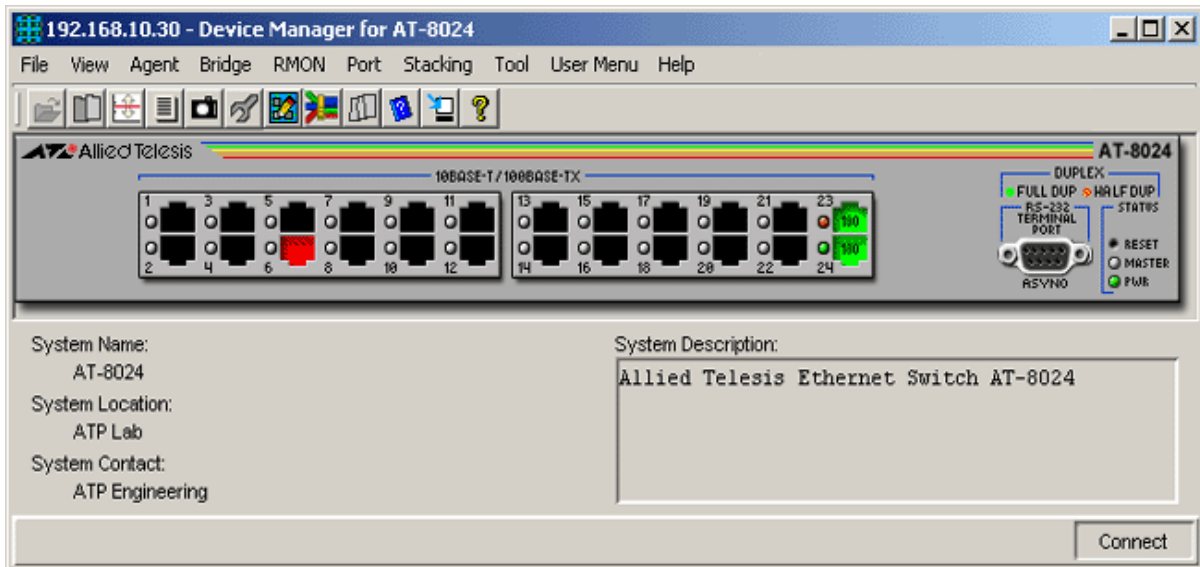 192.168.10.30 - Device Manager for AT-8024
File View Agent Bridge RMON Port Stacking Tool User Menu Help
Allied Telesis
AT-8024
10BASE-T/100BASE-TX
DUPLEX
FULL DUP HALF DUP
RS-232 TERMINAL PORT
STATUS
1 3 5 7 9 11 13 15 17 19 21 23
100
100
2 4 6 8 10 12 14 16 18 20 22 24
RESET
MASTER
PWR
ASYNO
System Name:
AT-8024
System Location:
ATP Lab
System Contact:
ATP Engineering
System Description:
Allied Telesis Ethernet Switch AT-8024
Connect